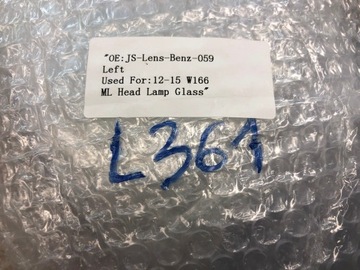 "OE:JS-Lens-Benz-059
Left
Used For:12-15 W166
ML Head Lamp Glass"
L361